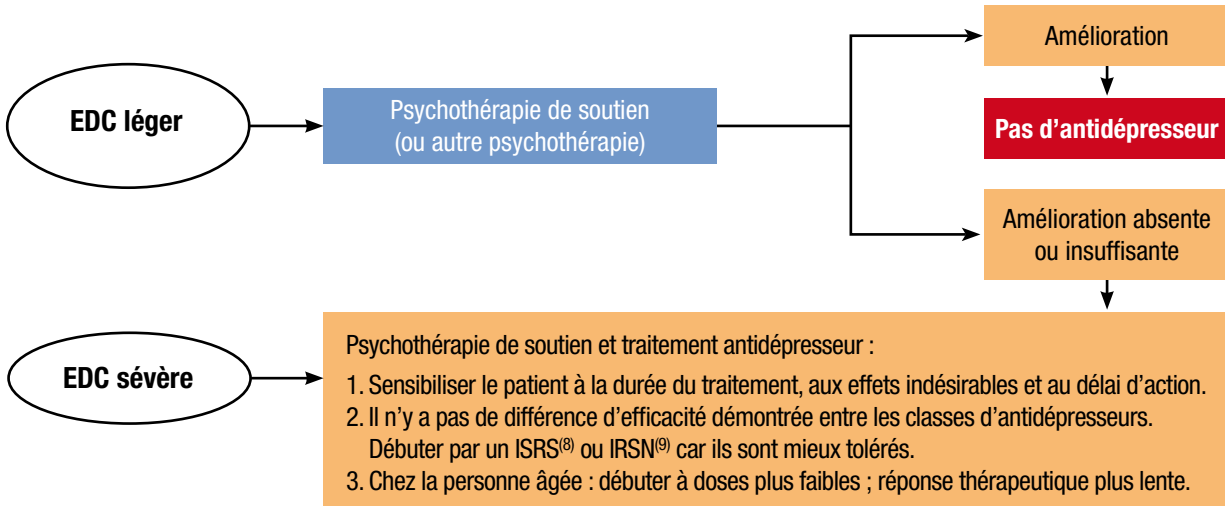 EDC léger
Psychothérapie de soutien
(ou autre psychothérapie)
Amélioration
Pas d’antidépresseur
Amélioration absente
ou insuffisante
EDC sévère
Psychothérapie de soutien et traitement antidépresseur :
1. Sensibiliser le patient à la durée du traitement, aux effets indésirables et au délai d’action.
2. Il n’y a pas de différence d’efficacité démontrée entre les classes d’antidépresseurs.
Débuter par un ISRS(8) ou IRSN(9) car ils sont mieux tolérés.
3. Chez la personne âgée : débuter à doses plus faibles ; réponse thérapeutique plus lente.